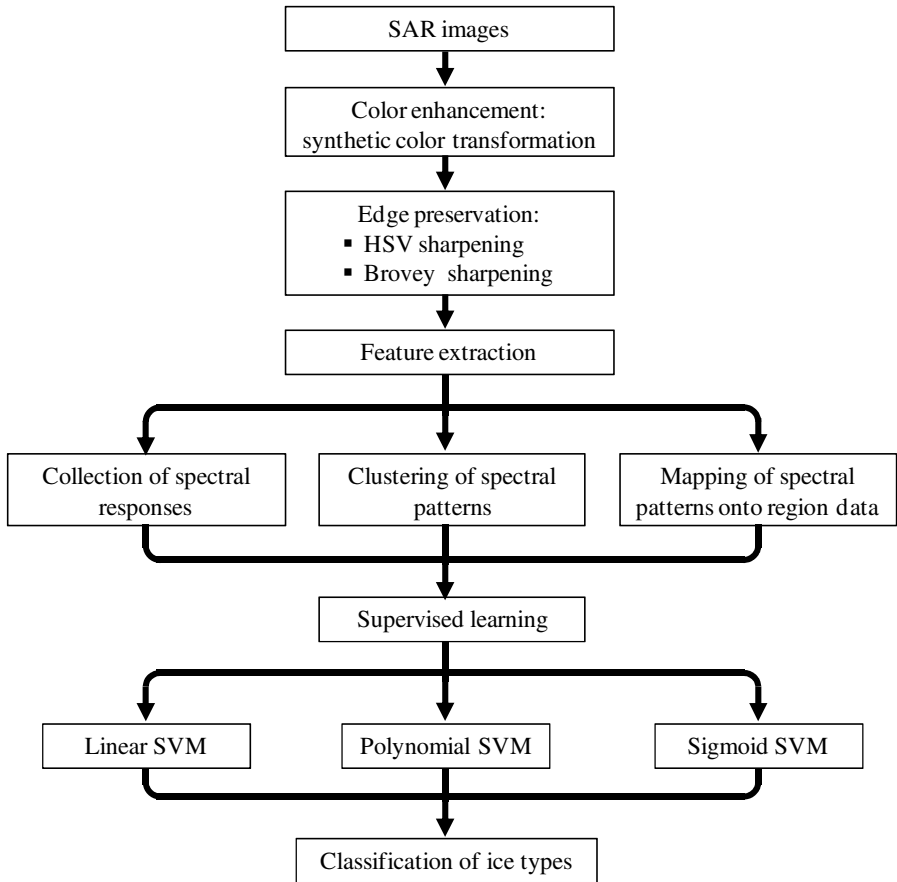 SAR images
Color enhancement:
synthetic color transformation
Edge preservation:
▪ HSV sharpening
▪ Brovey sharpening
Feature extraction
Collection of spectral
responses
Clustering of spectral
patterns
Mapping of spectral
patterns onto region data
Supervised learning
Linear SVM
Polynomial SVM
Sigmoid SVM
Classification of ice types